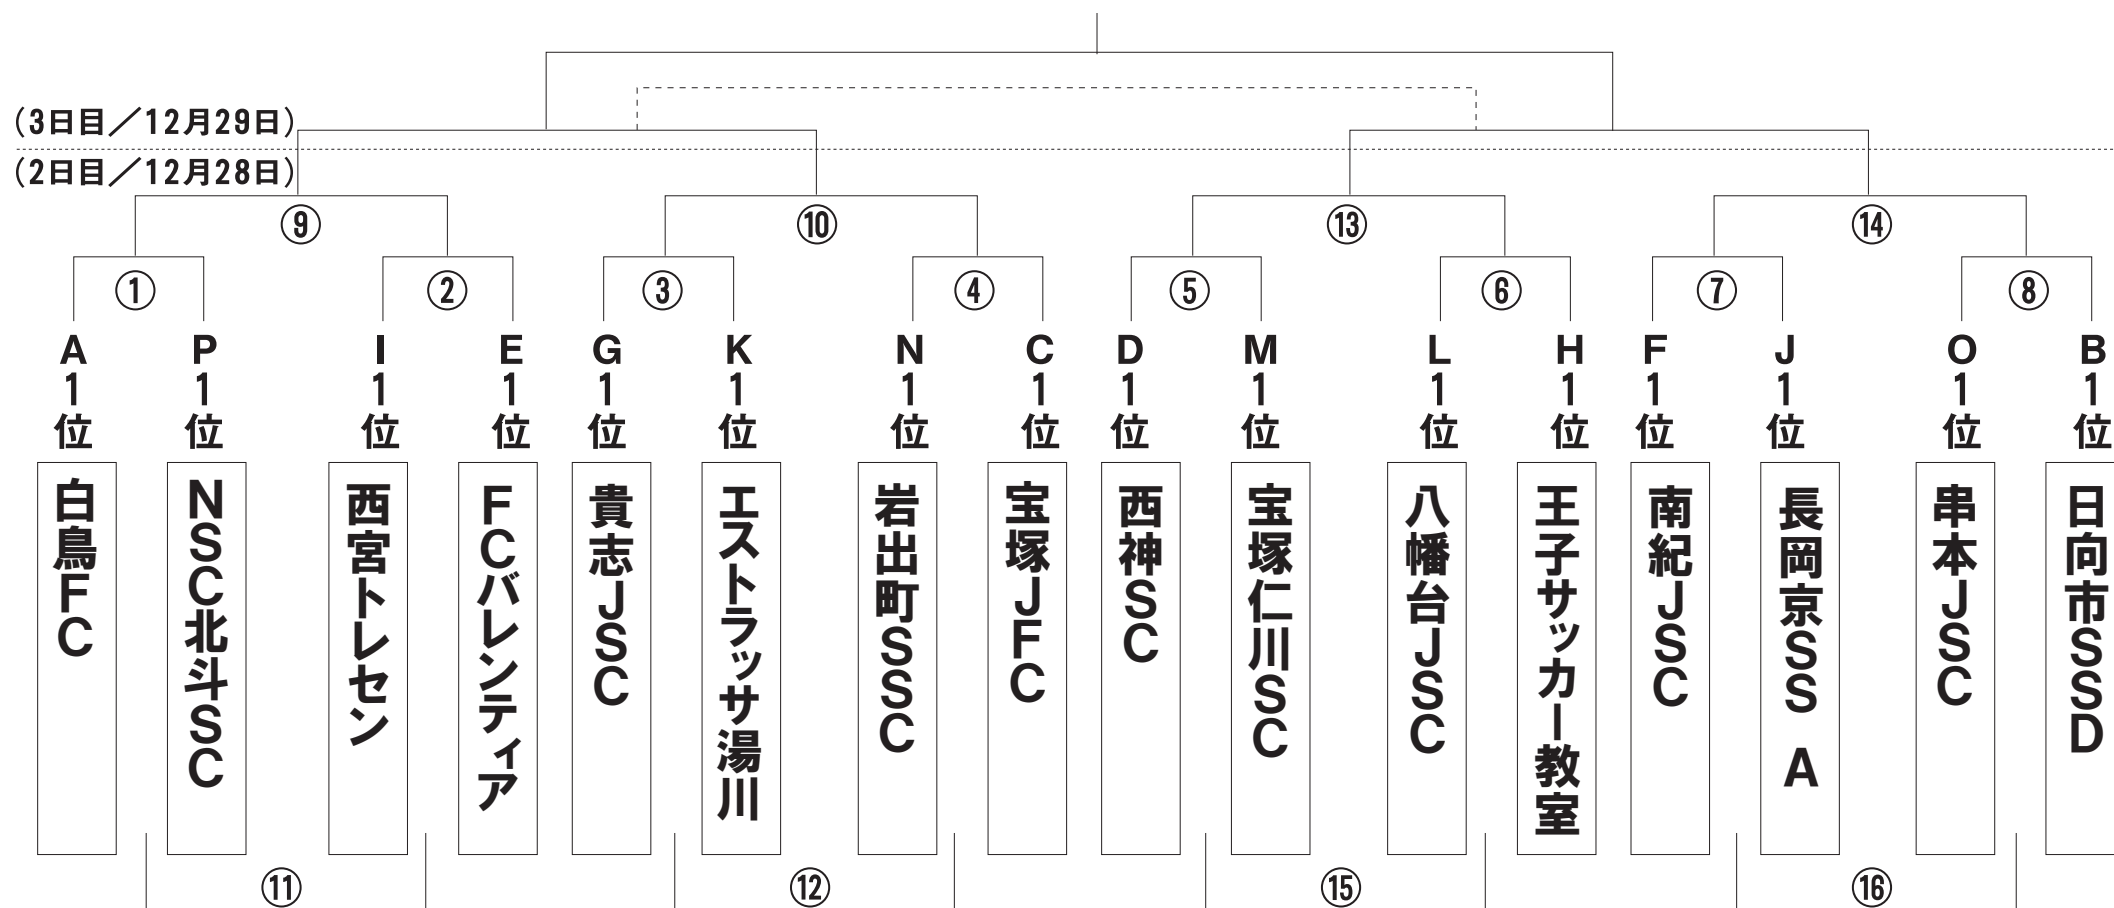 (3日目／12月29日)
(2日目／12月28日)
⑨ ⑩ ⑬ ⑭
① ② ③ ④ ⑤ ⑥ ⑦ ⑧
A1位
P1位
I1位
E1位
G1位
K1位
N1位
C1位
D1位
M1位
L1位
H1位
F1位
J1位
O1位
B1位
白鳥FC
NSC北斗SC
西宮トレセン
FCバレンティア
貴志JSC
エストラッサ湯川
岩出町SSC
宝塚JFC
西神SC
宝塚仁川SC
八幡台JSC
王子サッカー教室
南紀JSC
長岡京SS A
串本JSC
日向市SSD
⑪ ⑫ ⑮ ⑯